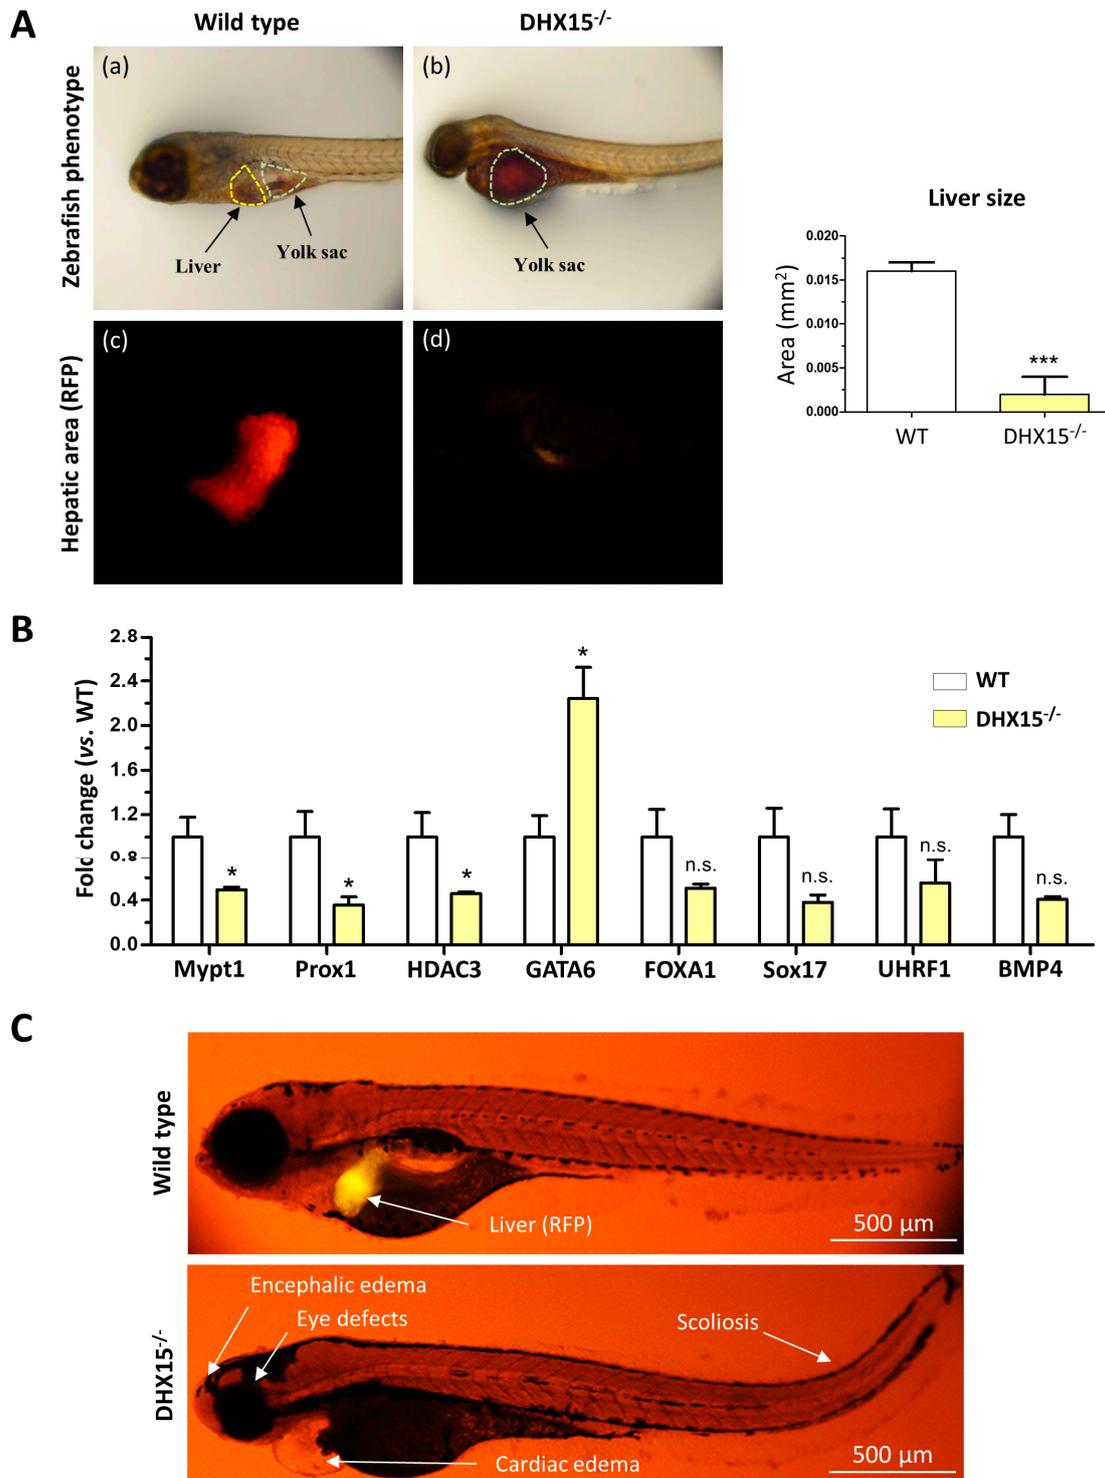 A
Wild type
DHX15-/-
Zebrafish phenotype
(a)
Liver
Yolk sac
(b)
Yolk sac
Hepatic area (RFP)
(c)
(d)
Liver size
Area (mm²)
0.020
0.015
0.010
0.005
0.000
***
WT
DHX15-/-
B
Fold change (vs. WT)
2.8
2.4
2.0
1.6
1.2
0.8
0.4
0.0
*
*
*
*
n.s.
n.s.
n.s.
n.s.
WT
DHX15-/-
Mypt1
Prox1
HDAC3
GATA6
FOXA1
Sox17
UHRF1
BMP4
C
Wild type
Liver (RFP)
500 µm
DHX15-/-
Encephalic edema
Eye defects
Scoliosis
Cardiac edema
500 µm